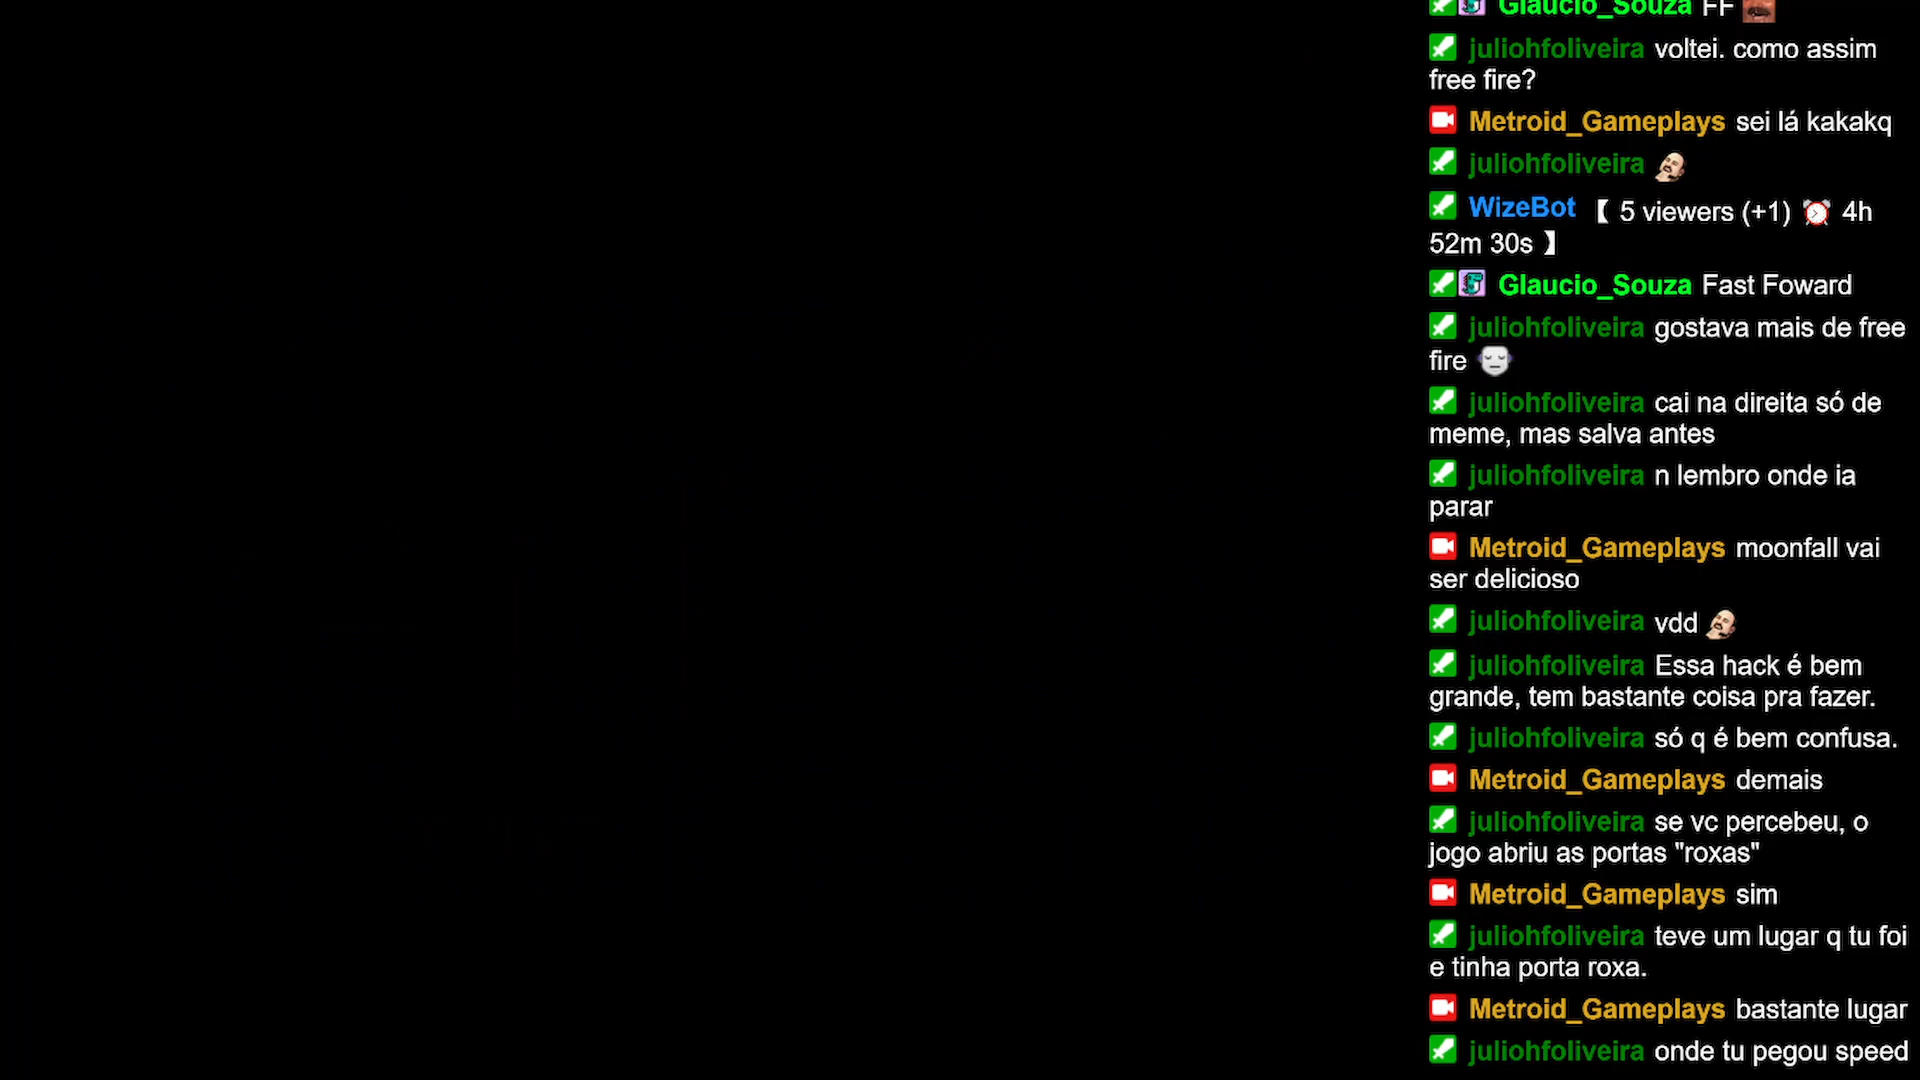 Glaucio_Souza FF
juliohfoliveira voltei. como assim
free fire?
Metroid_Gameplays sei lá kakakq
juliohfoliveira
WizeBot 【 5 viewers (+1) ⏰ 4h
52m 30s 】
Glaucio_Souza Fast Foward
juliohfoliveira gostava mais de free
fire
juliohfoliveira cai na direita só de
meme, mas salva antes
juliohfoliveira n lembro onde ia
parar
Metroid_Gameplays moonfall vai
ser delicioso
juliohfoliveira vdd
juliohfoliveira Essa hack é bem
grande, tem bastante coisa pra fazer.
juliohfoliveira só q é bem confusa.
Metroid_Gameplays demais
juliohfoliveira se vc percebeu, o
jogo abriu as portas "roxas"
Metroid_Gameplays sim
juliohfoliveira teve um lugar q tu foi
e tinha porta roxa.
Metroid_Gameplays bastante lugar
juliohfoliveira onde tu pegou speed